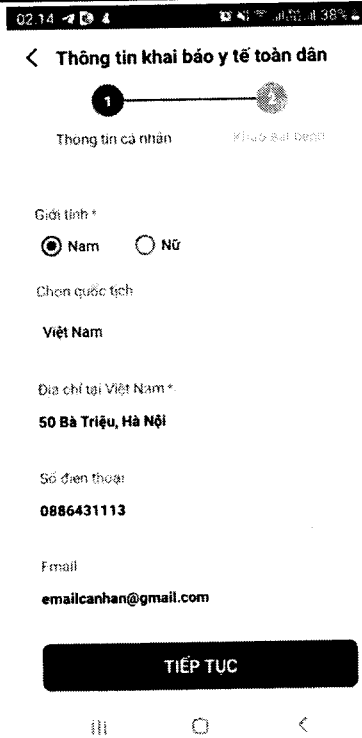 02.14 38%
Thông tin khai báo y tế toàn dân
1 2
Thông tin cá nhân
Giới tính *
Nam Nữ
Chọn quốc tịch
Việt Nam
Địa chỉ tại Việt Nam *
50 Bà Triệu, Hà Nội
Số điện thoại
0886431113
Email
emailcanhan@gmail.com
TIẾP TỤC